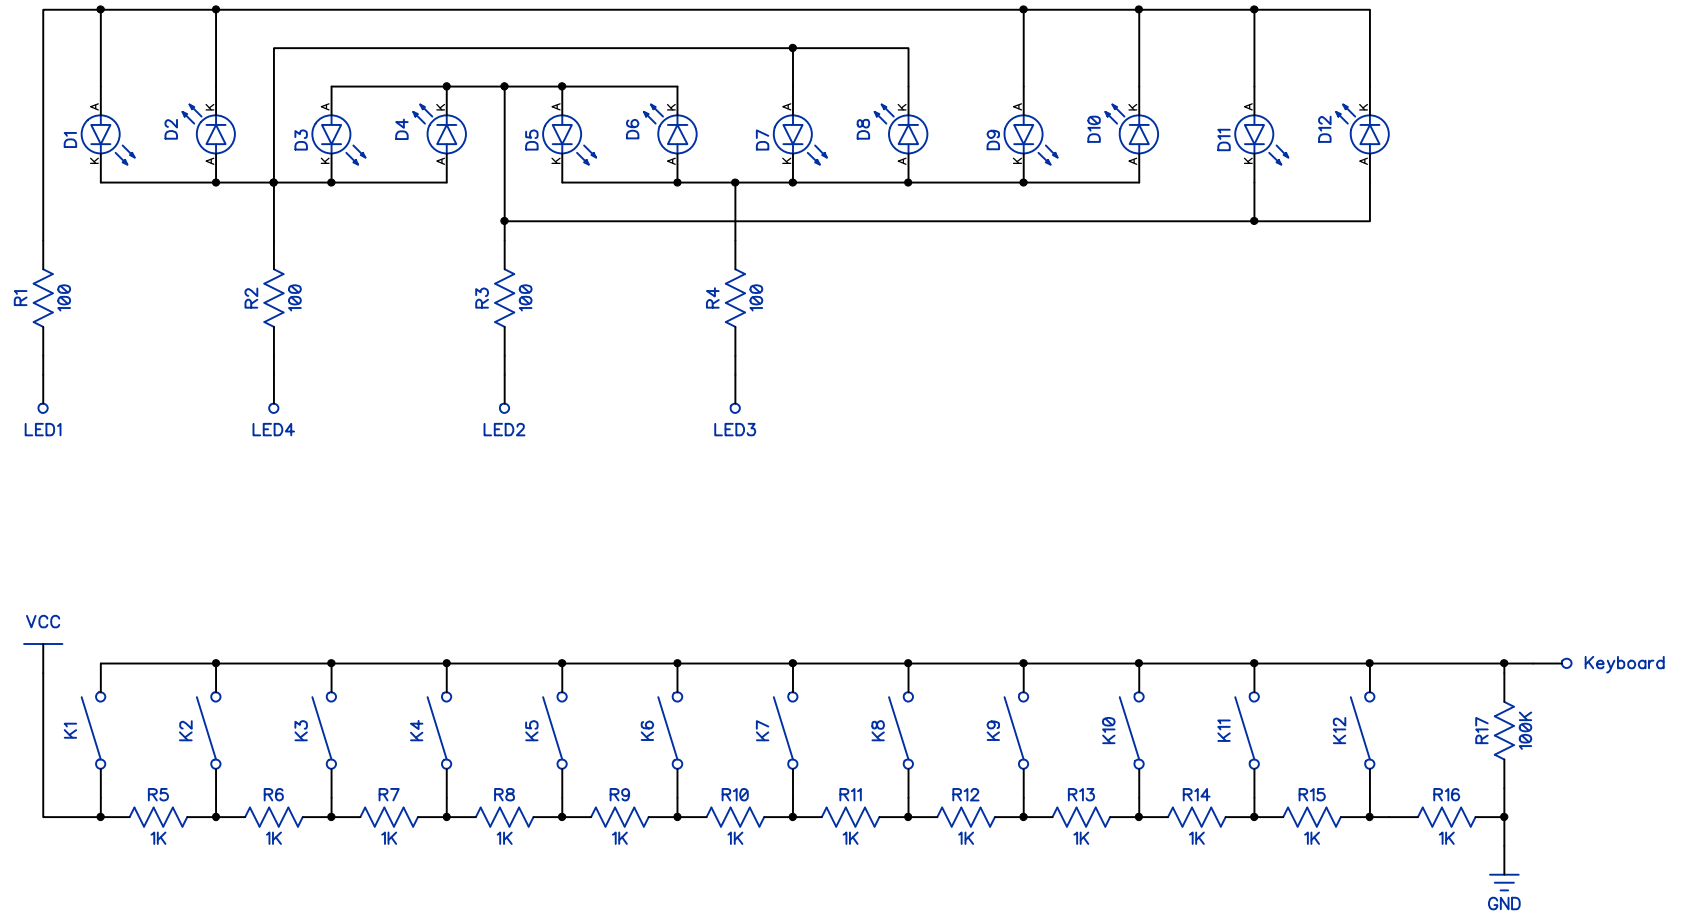 A
K
A
K
A
K
A
K
A
K
A
K
D1
D2
D3
D4
D5
D6
D7
D8
D9
D10
D11
D12
K
A
K
A
K
A
K
A
K
A
K
A
R1
100
R2
100
R3
100
R4
100
LED1
LED4
LED2
LED3
VCC
Keyboard
K1
K2
K3
K4
K5
K6
K7
K8
K9
K10
K11
K12
R17
100K
R5
R6
R7
R8
R9
R10
R11
R12
R13
R14
R15
R16
1K
1K
1K
1K
1K
1K
1K
1K
1K
1K
1K
1K
GND